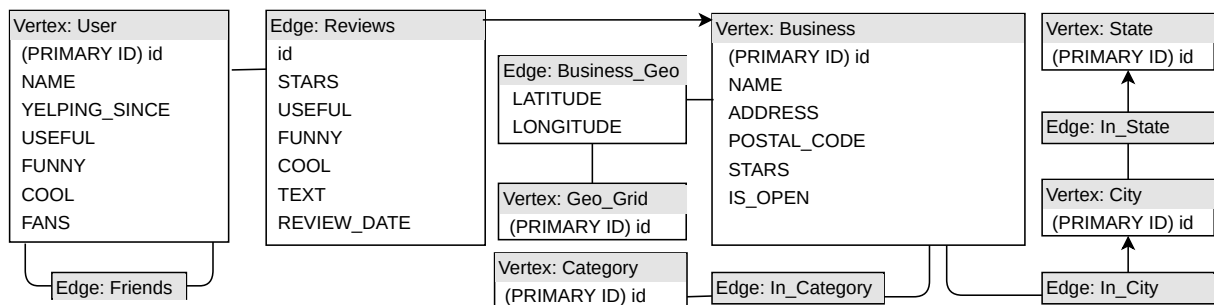 Vertex: User
(PRIMARY ID) id
NAME
YELPING_SINCE
USEFUL
FUNNY
COOL
FANS
Edge: Friends
Edge: Reviews
id
STARS
USEFUL
FUNNY
COOL
TEXT
REVIEW_DATE
Edge: Business_Geo
LATITUDE
LONGITUDE
Vertex: Geo_Grid
(PRIMARY ID) id
Vertex: Category
(PRIMARY ID) id
Vertex: Business
(PRIMARY ID) id
NAME
ADDRESS
POSTAL_CODE
STARS
IS_OPEN
Edge: In_Category
Vertex: State
(PRIMARY ID) id
Edge: In_State
Vertex: City
(PRIMARY ID) id
Edge: In_City